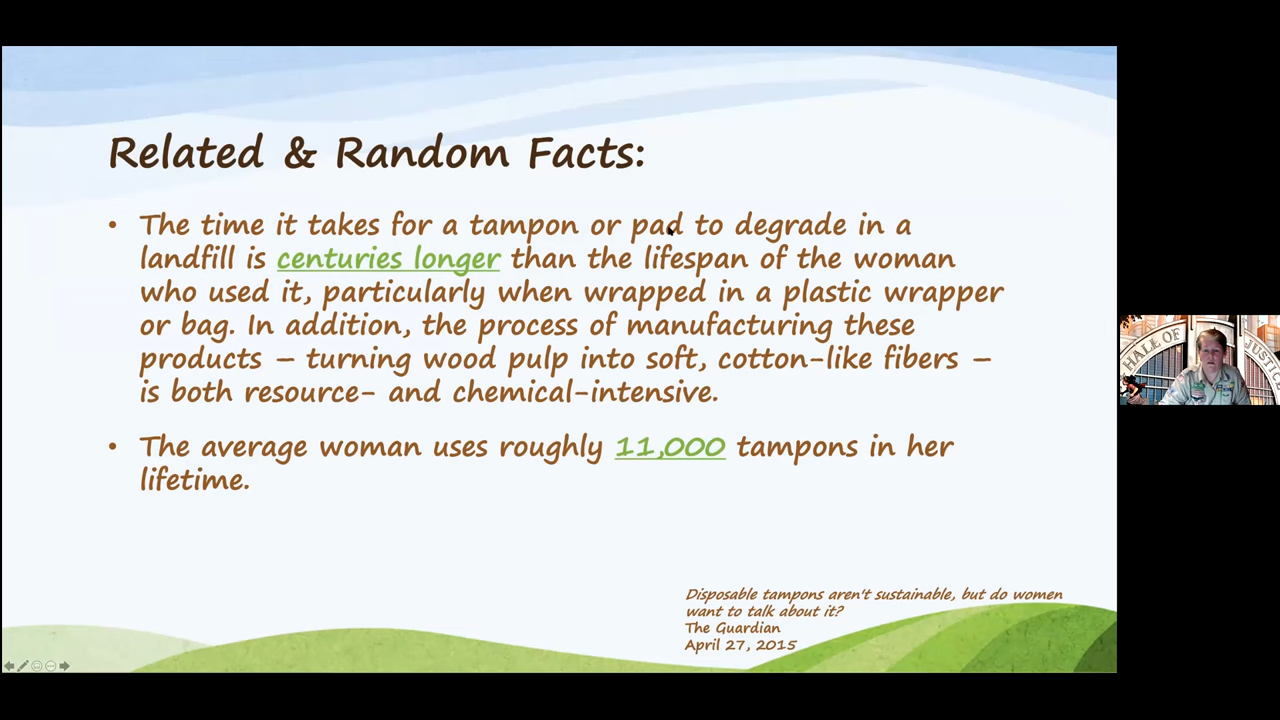 Related & Random Facts:
• The time it takes for a tampon or pad to degrade in a
landfill is centuries longer than the lifespan of the woman
who used it, particularly when wrapped in a plastic wrapper
or bag. In addition, the process of manufacturing these
products – turning wood pulp into soft, cotton-like fibers –
is both resource- and chemical-intensive.
• The average woman uses roughly 11,000 tampons in her
lifetime.
Disposable tampons aren't sustainable, but do women
want to talk about it?
The Guardian
April 27, 2015
HALL OF JUSTICE